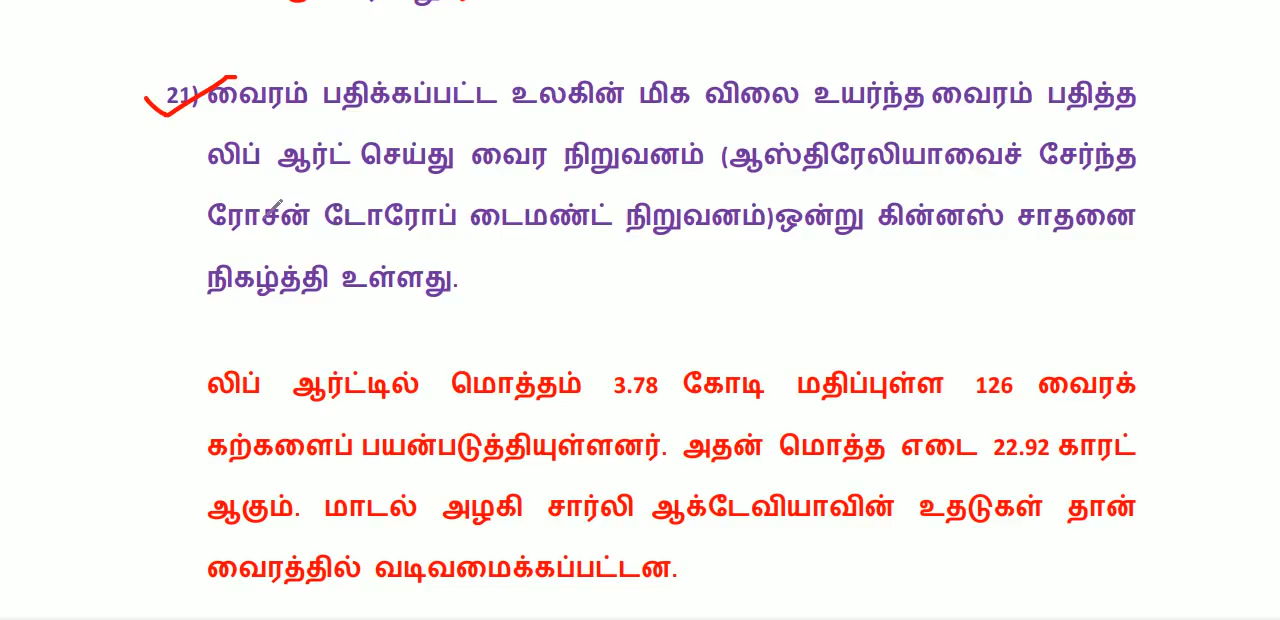 21) வைரம் பதிக்கப்பட்ட உலகின் மிக விலை உயர்ந்த வைரம் பதித்த
லிப் ஆர்ட் செய்து வைர நிறுவனம் (ஆஸ்திரேலியாவைச் சேர்ந்த
ரோசன் டோரோப் டைமண்ட் நிறுவனம்)ஒன்று கின்னஸ் சாதனை
நிகழ்த்தி உள்ளது.
லிப் ஆர்ட்டில் மொத்தம் 3.78 கோடி மதிப்புள்ள 126 வைரக்
கற்களைப் பயன்படுத்தியுள்ளனர். அதன் மொத்த எடை 22.92 காரட்
ஆகும். மாடல் அழகி சார்லி ஆக்டேவியாவின் உதடுகள் தான்
வைரத்தில் வடிவமைக்கப்பட்டன.